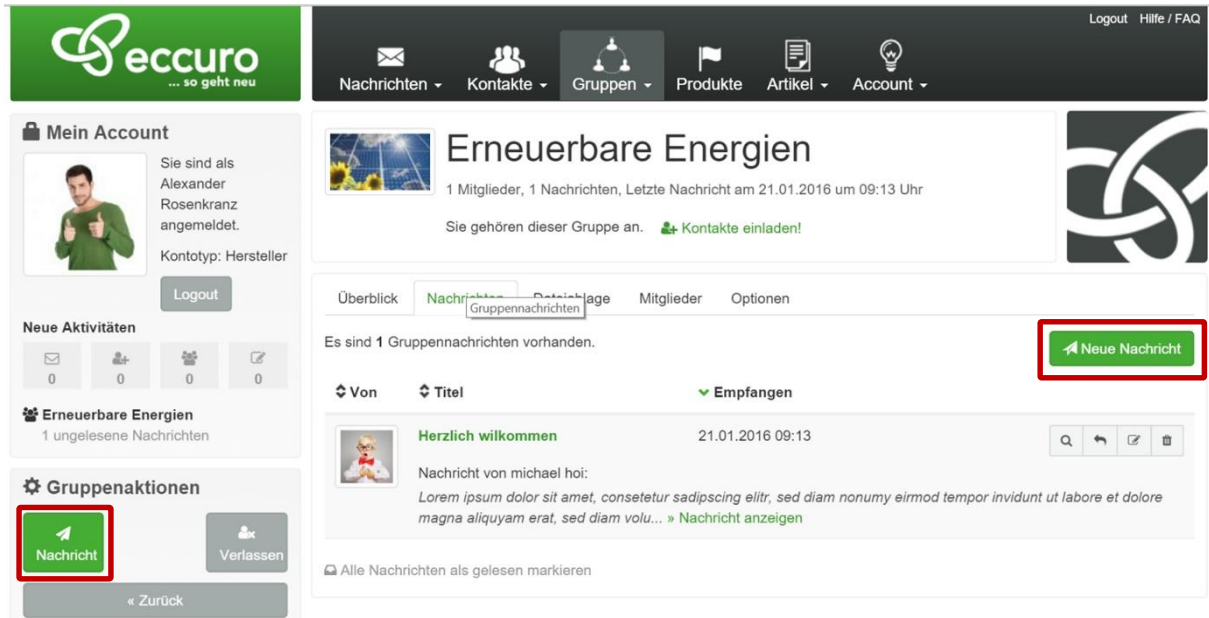 eccuro
... so geht neu
Logout Hilfe / FAQ
Nachrichten Kontakte Gruppen Produkte Artikel Account
Mein Account
Sie sind als
Alexander
Rosenkranz
angemeldet.
Kontotyp: Hersteller
Logout
Neue Aktivitäten
0 0 0 0
Erneuerbare Energien
1 ungelesene Nachrichten
Gruppenaktionen
Nachricht
Verlassen
« Zurück
Erneuerbare Energien
1 Mitglieder, 1 Nachrichten, Letzte Nachricht am 21.01.2016 um 09:13 Uhr
Sie gehören dieser Gruppe an. Kontakte einladen!
Überblick Nachrichten Dateiablage Mitglieder Optionen
Gruppennachrichten
Es sind 1 Gruppennachrichten vorhanden.
Neue Nachricht
Von Titel Empfangen
Herzlich wilkommen 21.01.2016 09:13
Nachricht von michael hoi:
Lorem ipsum dolor sit amet, consetetur sadipscing elitr, sed diam nonumy eirmod tempor invidunt ut labore et dolore
magna aliquyam erat, sed diam volu... » Nachricht anzeigen
Alle Nachrichten als gelesen markieren